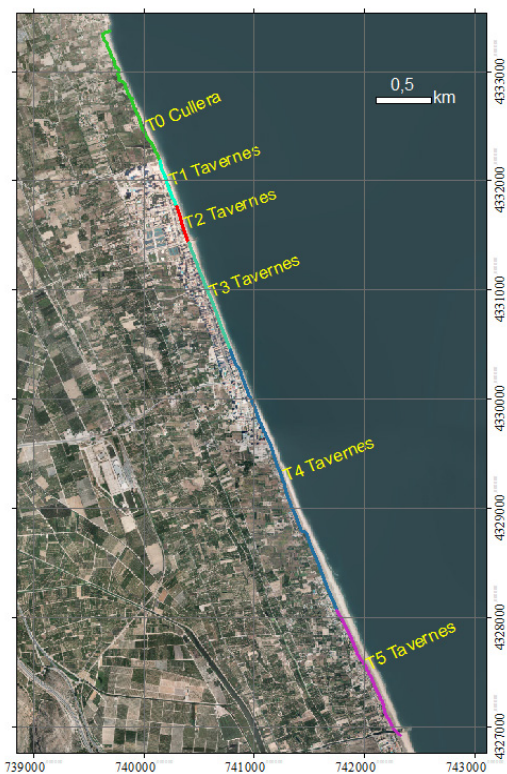 4333000
0,5
km
T0 Cullera
T1 Tavernes
4332000
T2 Tavernes
T3 Tavernes
4331000
4330000
T4 Tavernes
4329000
4328000
T5 Tavernes
4327000
739000
740000
741000
742000
743000